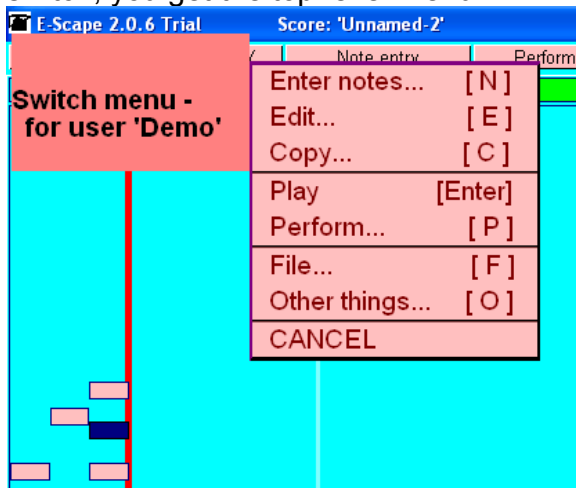 E-Scape 2.0.6 Trial Score: 'Unnamed-2'
Note entry Perform
Switch menu -
for user 'Demo'
Enter notes... [ N ]
Edit... [ E ]
Copy... [ C ]
Play [Enter]
Perform... [ P ]
File... [ F ]
Other things... [ O ]
CANCEL